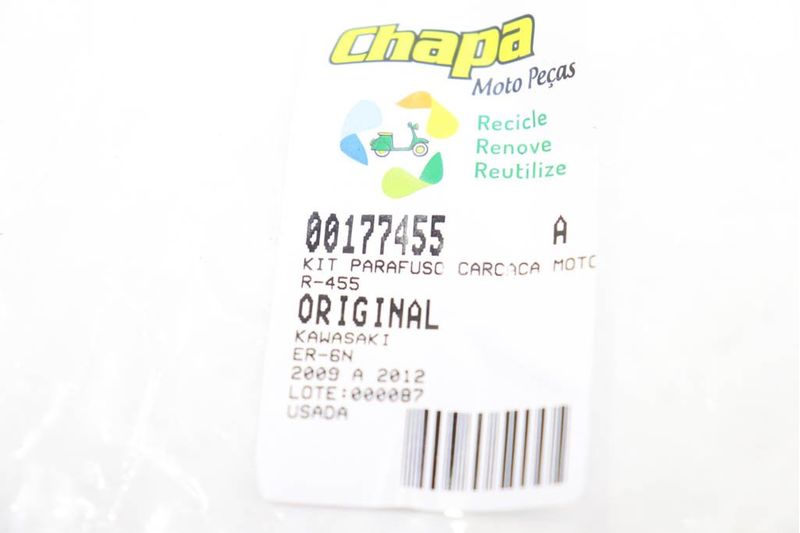 Chapa
Moto Peças
Recicle
Renove
Reutilize
00177455 A
KIT PARAFUSO CARCACA MOTO
R-455
ORIGINAL
KAWASAKI
ER-6N
2009 A 2012
LOTE:000087
USADA